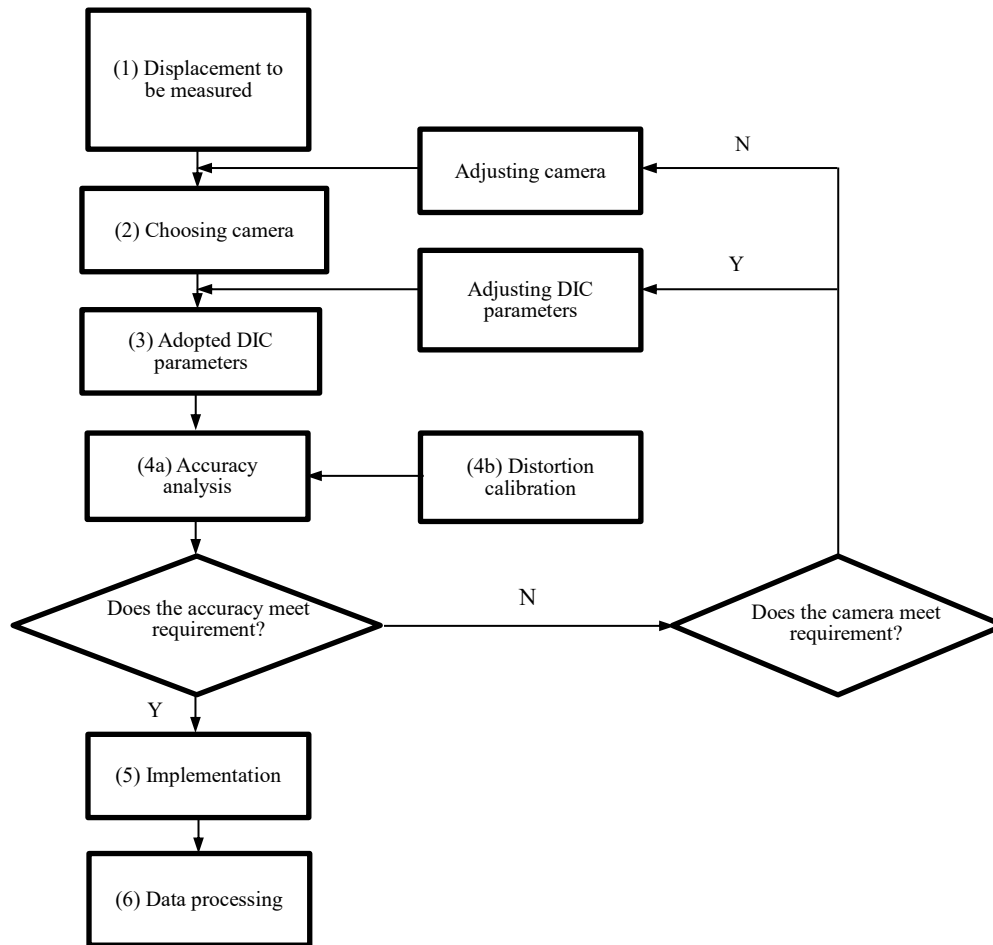 (1) Displacement to
be measured
N
Adjusting camera
(2) Choosing camera
Y
Adjusting DIC
parameters
(3) Adopted DIC
parameters
(4a) Accuracy
analysis
(4b) Distortion
calibration
Does the accuracy meet
requirement?
N
Does the camera meet
requirement?
Y
(5) Implementation
(6) Data processing